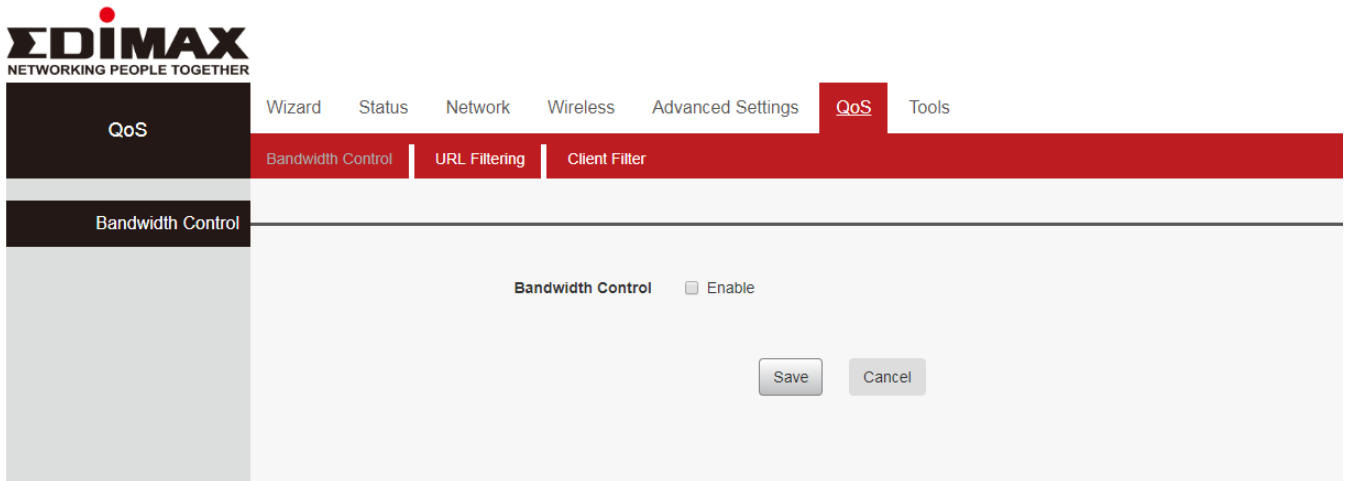 EDIMAX
NETWORKING PEOPLE TOGETHER
QoS
Wizard Status Network Wireless Advanced Settings QoS Tools
Bandwidth Control URL Filtering Client Filter
Bandwidth Control
Bandwidth Control Enable
Save Cancel